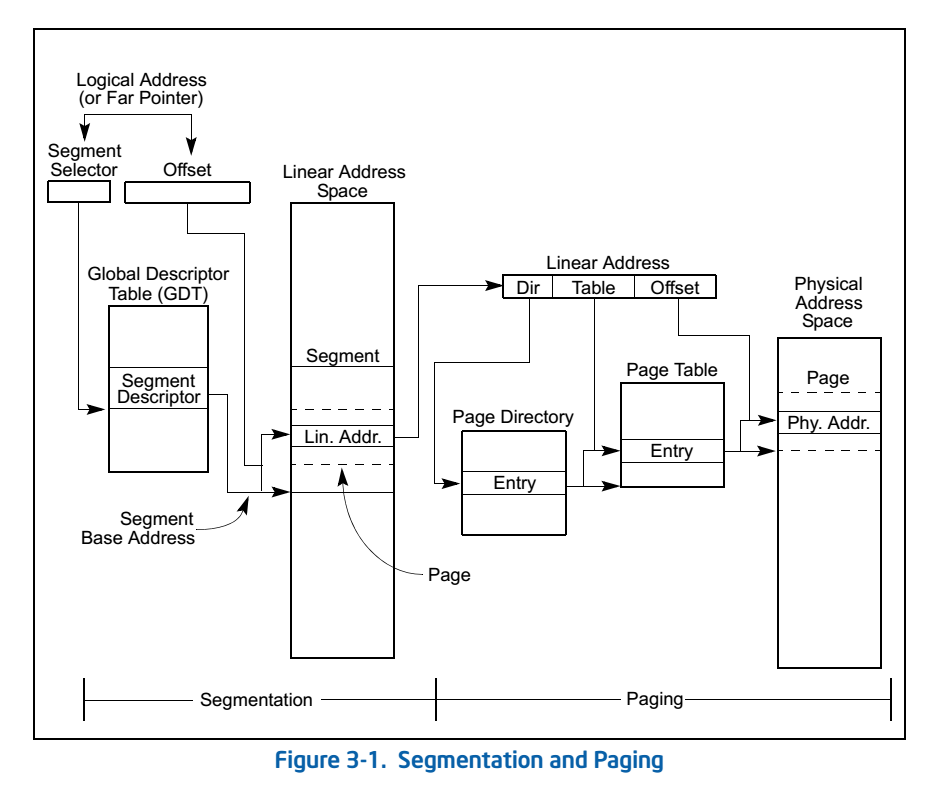 Logical Address
(or Far Pointer)
Segment
Selector
Offset
Linear Address
Space
Global Descriptor
Table (GDT)
Segment
Descriptor
Segment
Lin. Addr.
Segment
Base Address
Page
Linear Address
Dir Table Offset
Page Directory
Entry
Page Table
Entry
Physical
Address
Space
Page
Phy. Addr.
Segmentation
Paging
Figure 3-1. Segmentation and Paging